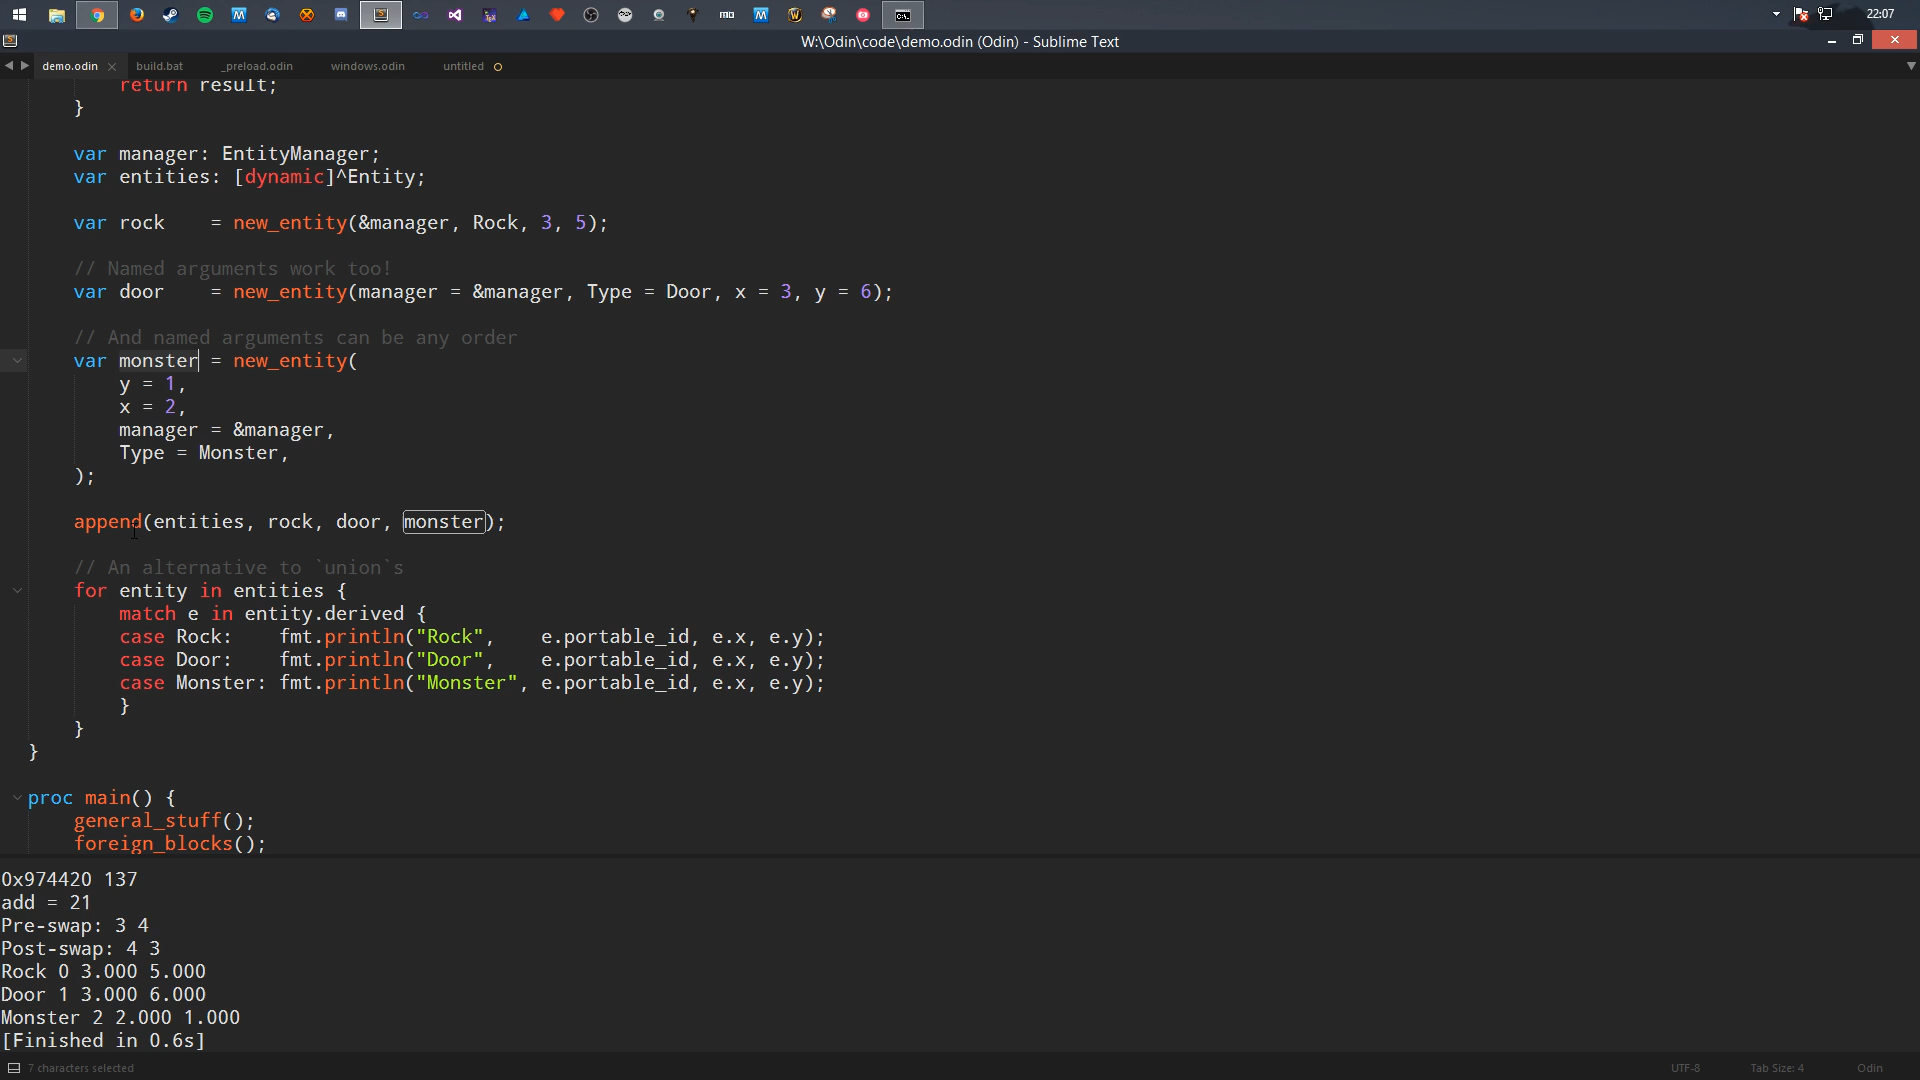 22:07
W:\Odin\code\demo.odin (Odin) - Sublime Text
demo.odin build.bat _preload.odin windows.odin untitled
return result;
}
var manager: EntityManager;
var entities: [dynamic]^Entity;
var rock    = new_entity(&manager, Rock, 3, 5);
// Named arguments work too!
var door    = new_entity(manager = &manager, Type = Door, x = 3, y = 6);
// And named arguments can be any order
var monster = new_entity(
y = 1,
x = 2,
manager = &manager,
Type = Monster,
);
append(entities, rock, door, monster);
// An alternative to `union`s
for entity in entities {
match e in entity.derived {
case Rock:    fmt.println("Rock",    e.portable_id, e.x, e.y);
case Door:    fmt.println("Door",    e.portable_id, e.x, e.y);
case Monster: fmt.println("Monster", e.portable_id, e.x, e.y);
}
}
}
proc main() {
general_stuff();
foreign_blocks();
0x974420 137
add = 21
Pre-swap: 3 4
Post-swap: 4 3
Rock 0 3.000 5.000
Door 1 3.000 6.000
Monster 2 2.000 1.000
[Finished in 0.6s]
7 characters selected UTF-8 Tab Size: 4 Odin